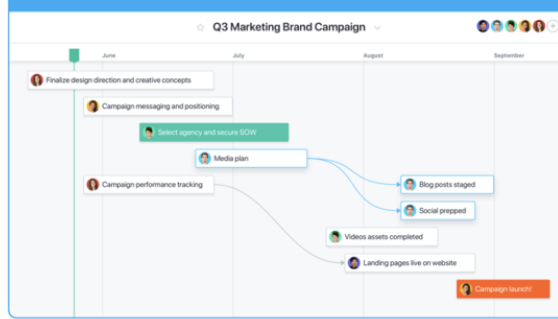 Q3 Marketing Brand Campaign
June July August September
Finalize design direction and creative concepts
Campaign messaging and positioning
Select agency and secure SOW
Media plan
Campaign performance tracking
Blog posts staged
Social prepped
Videos assets completed
Landing pages live on website
Campaign launch!